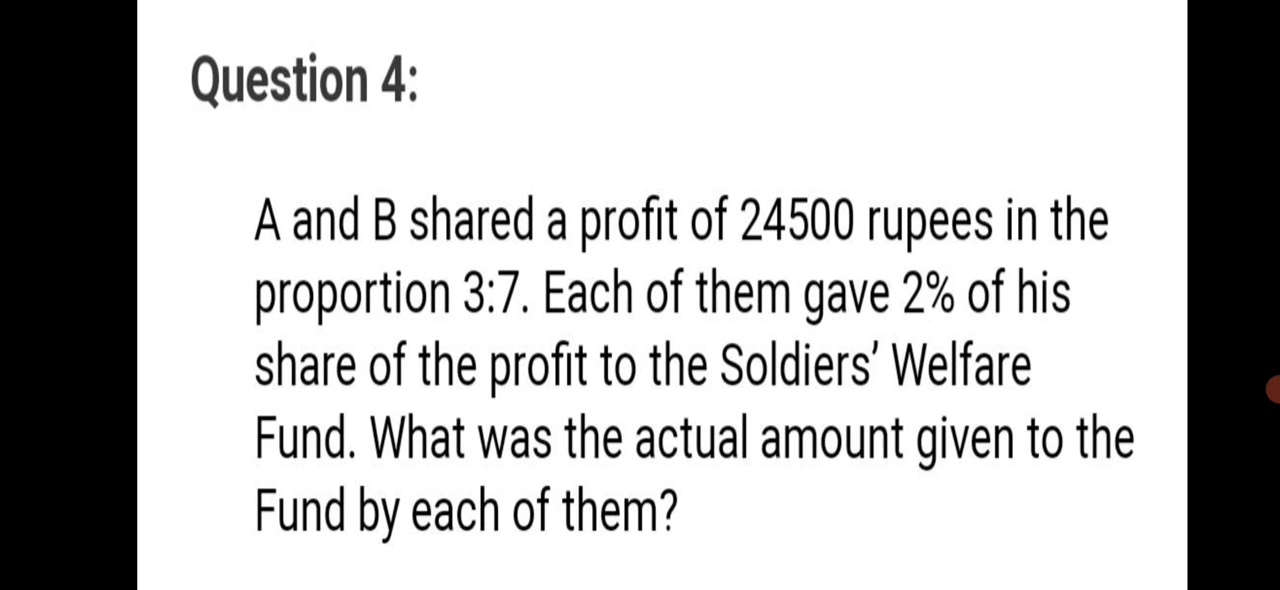 Question 4:
A and B shared a profit of 24500 rupees in the
proportion 3:7. Each of them gave 2% of his
share of the profit to the Soldiers’ Welfare
Fund. What was the actual amount given to the
Fund by each of them?